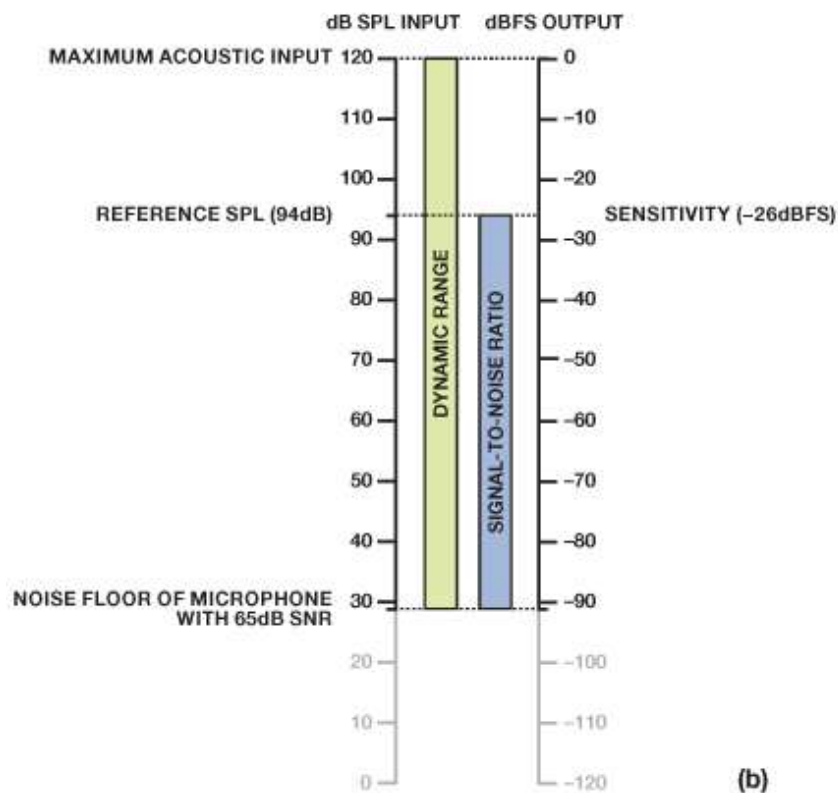 dB SPL INPUT dBFS OUTPUT
MAXIMUM ACOUSTIC INPUT 120 0
110 –10
100 –20
REFERENCE SPL (94dB) SENSITIVITY (–26dBFS)
90 –30
80 –40
70 –50
60 –60
50 –70
40 –80
DYNAMIC RANGE
SIGNAL-TO-NOISE RATIO
NOISE FLOOR OF MICROPHONE 30 –90
WITH 65dB SNR
20 –100
10 –110
0 –120
(b)